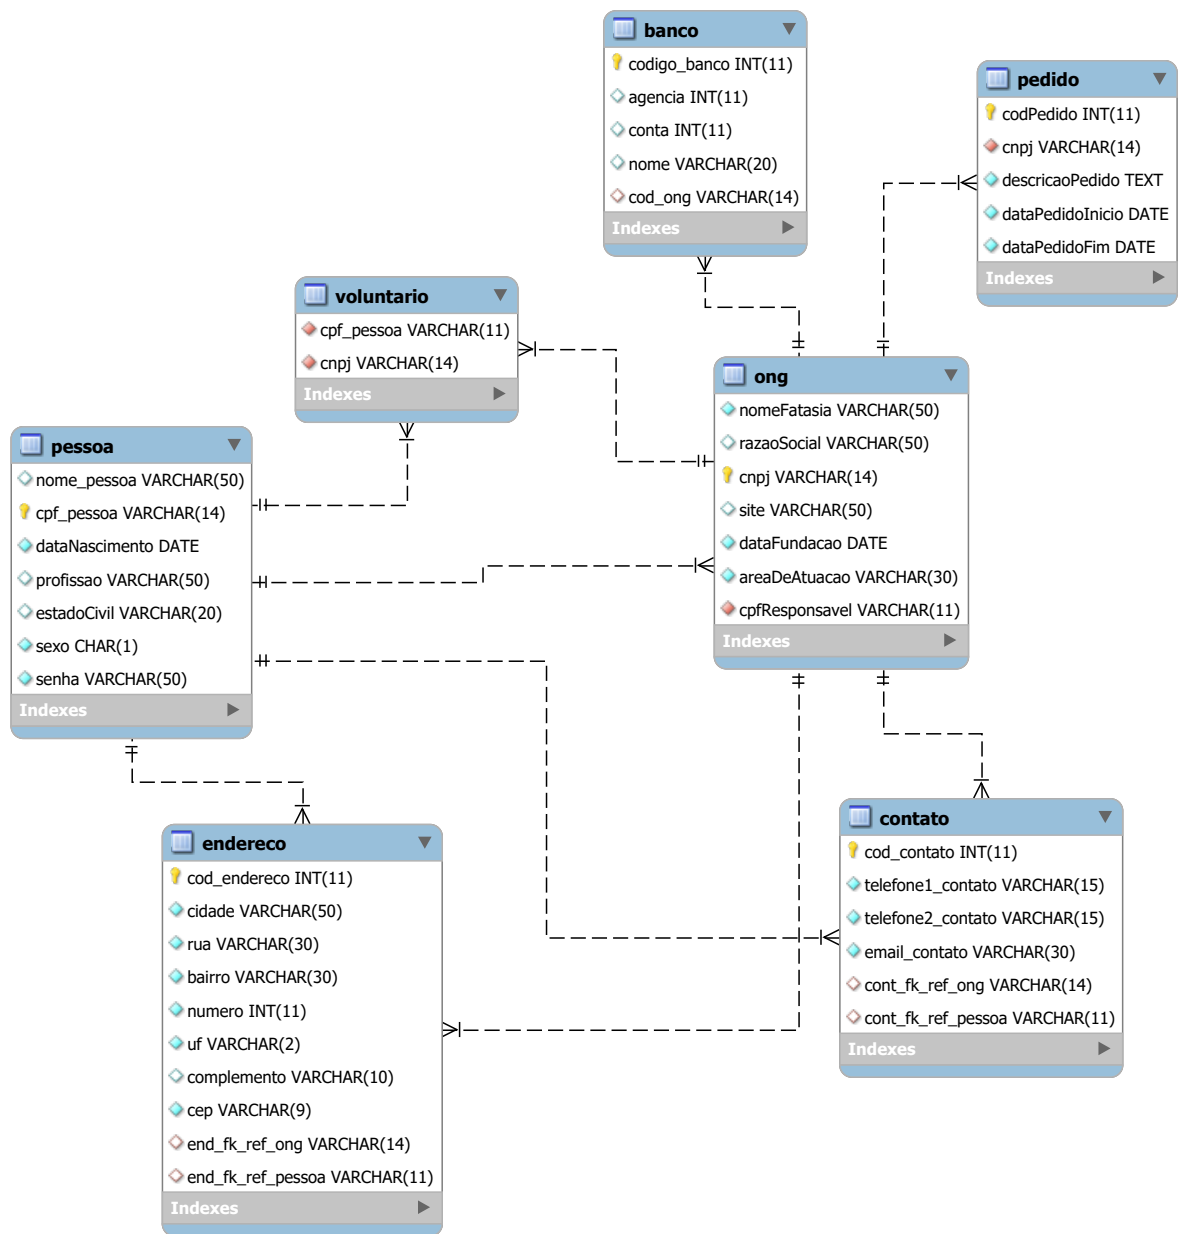 banco
codigo_banco INT(11)
agencia INT(11)
conta INT(11)
nome VARCHAR(20)
cod_ong VARCHAR(14)
Indexes
pedido
codPedido INT(11)
cnpj VARCHAR(14)
descricaoPedido TEXT
dataPedidoInicio DATE
dataPedidoFim DATE
Indexes
voluntario
cpf_pessoa VARCHAR(11)
cnpj VARCHAR(14)
Indexes
ong
nomeFatasia VARCHAR(50)
razaoSocial VARCHAR(50)
cnpj VARCHAR(14)
site VARCHAR(50)
dataFundacao DATE
areaDeAtuacao VARCHAR(30)
cpfResponsavel VARCHAR(11)
Indexes
pessoa
nome_pessoa VARCHAR(50)
cpf_pessoa VARCHAR(14)
dataNascimento DATE
profissao VARCHAR(50)
estadoCivil VARCHAR(20)
sexo CHAR(1)
senha VARCHAR(50)
Indexes
endereco
cod_endereco INT(11)
cidade VARCHAR(50)
rua VARCHAR(30)
bairro VARCHAR(30)
numero INT(11)
uf VARCHAR(2)
complemento VARCHAR(10)
cep VARCHAR(9)
end_fk_ref_ong VARCHAR(14)
end_fk_ref_pessoa VARCHAR(11)
Indexes
contato
cod_contato INT(11)
telefone1_contato VARCHAR(15)
telefone2_contato VARCHAR(15)
email_contato VARCHAR(30)
cont_fk_ref_ong VARCHAR(14)
cont_fk_ref_pessoa VARCHAR(11)
Indexes